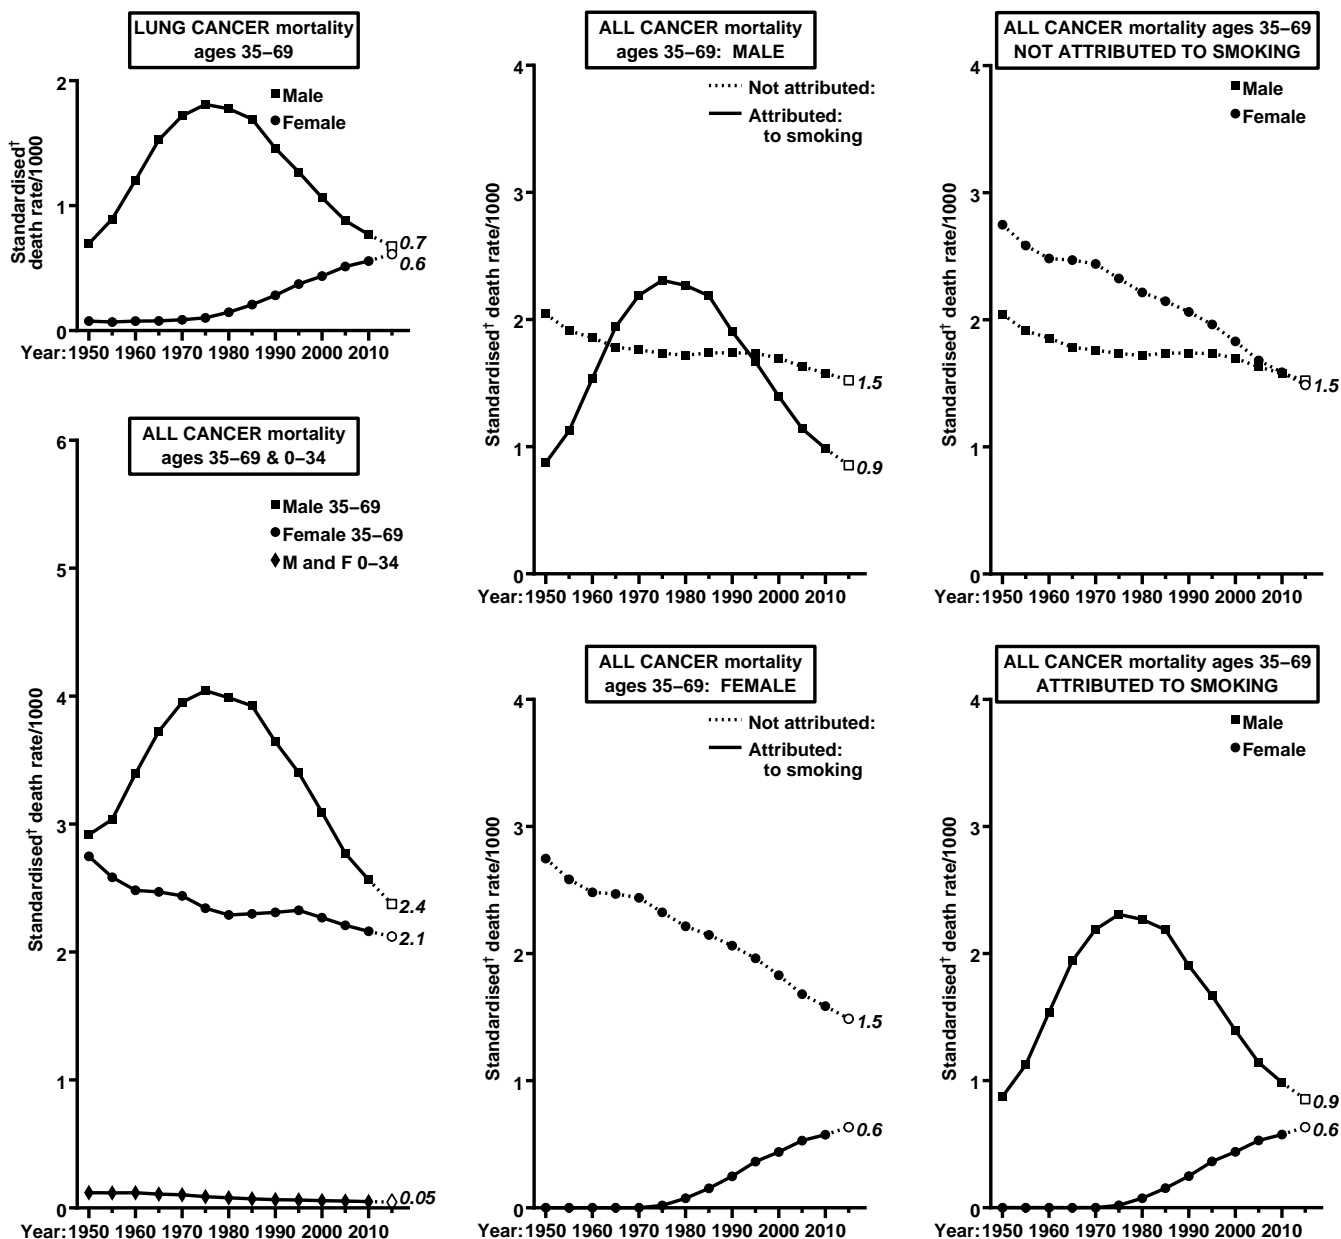 LUNG CANCER mortality
ages 35–69
2
1
0
Standardised†
death rate/1000
Male
Female
0.7
0.6
Year: 1950 1960 1970 1980 1990 2000 2010
ALL CANCER mortality
ages 35–69 & 0–34
6
5
4
3
2
1
0
Standardised† death rate/1000
Male 35–69
Female 35–69
M and F 0–34
2.4
2.1
0.05
Year: 1950 1960 1970 1980 1990 2000 2010
ALL CANCER mortality
ages 35–69: MALE
4
3
2
1
0
Standardised† death rate/1000
Not attributed:
Attributed:
to smoking
1.5
0.9
Year: 1950 1960 1970 1980 1990 2000 2010
ALL CANCER mortality
ages 35–69: FEMALE
4
3
2
1
0
Standardised† death rate/1000
Not attributed:
Attributed:
to smoking
1.5
0.6
Year: 1950 1960 1970 1980 1990 2000 2010
ALL CANCER mortality ages 35–69
NOT ATTRIBUTED TO SMOKING
4
3
2
1
0
Standardised† death rate/1000
Male
Female
1.5
Year: 1950 1960 1970 1980 1990 2000 2010
ALL CANCER mortality ages 35–69
ATTRIBUTED TO SMOKING
4
3
2
1
0
Standardised† death rate/1000
Male
Female
0.9
0.6
Year: 1950 1960 1970 1980 1990 2000 2010